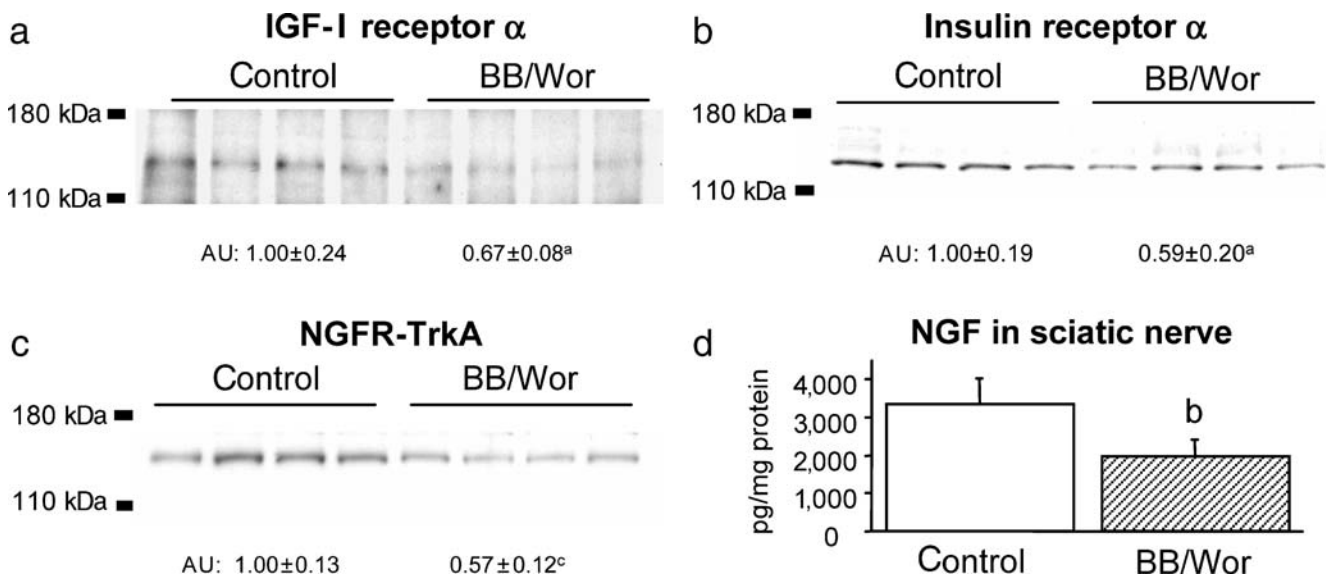 a
IGF-I receptor α
Control BB/Wor
180 kDa
110 kDa
AU: 1.00±0.24 0.67±0.08ᵃ
b
Insulin receptor α
Control BB/Wor
180 kDa
110 kDa
AU: 1.00±0.19 0.59±0.20ᵃ
c
NGFR-TrkA
Control BB/Wor
180 kDa
110 kDa
AU: 1.00±0.13 0.57±0.12ᶜ
d
NGF in sciatic nerve
pg/mg protein
4,000
3,000
2,000
1,000
0
b
Control BB/Wor